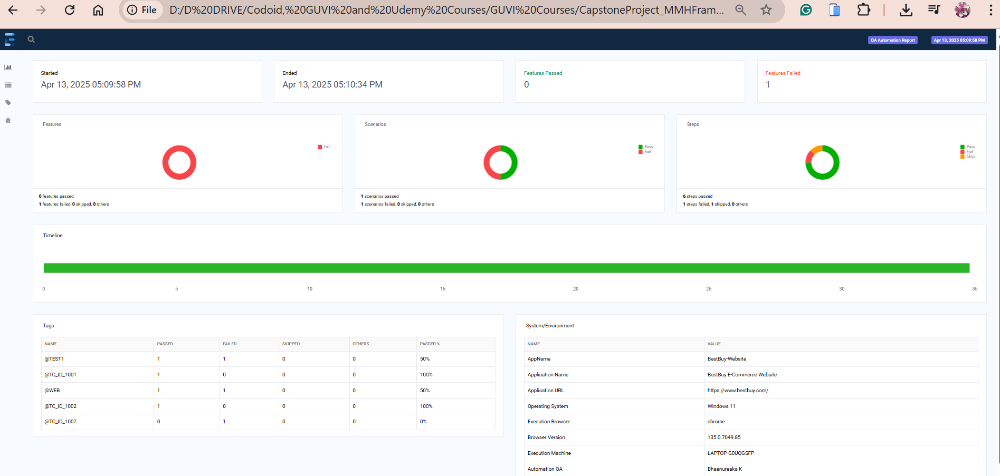 File D:/D%20DRIVE/Codoid,%20GUVI%20and%20Udemy%20Courses/GUVI%20Courses/CapstoneProject_MMHFram...
QA Automation Report Apr 13, 2025 05:09:58 PM
Started
Apr 13, 2025 05:09:58 PM
Ended
Apr 13, 2025 05:10:34 PM
Features Passed
0
Features Failed
1
Features
Fail
0 features passed
1 features failed, 0 skipped, 0 others
Scenarios
Pass
Fail
1 scenarios passed
1 scenarios failed, 0 skipped, 0 others
Steps
Pass
Fail
Skip
6 steps passed
1 steps failed, 1 skipped, 0 others
Timeline
0 5 10 15 20 25 30 35
Tags
NAME PASSED FAILED SKIPPED OTHERS PASSED %
@TEST1 1 1 0 0 50%
@TC_ID_1001 1 0 0 0 100%
@WEB 1 1 0 0 50%
@TC_ID_1002 1 0 0 0 100%
@TC_ID_1007 0 1 0 0 0%
System/Environment
NAME VALUE
AppName BestBuy-Website
Application Name BestBuy E-Commerce Website
Application URL https://www.bestbuy.com/
Operating System Windows 11
Execution Browser chrome
Browser Version 135.0.7049.85
Execution Machine LAPTOP-G0UQGSFP
Automation QA Bhaanureaka K